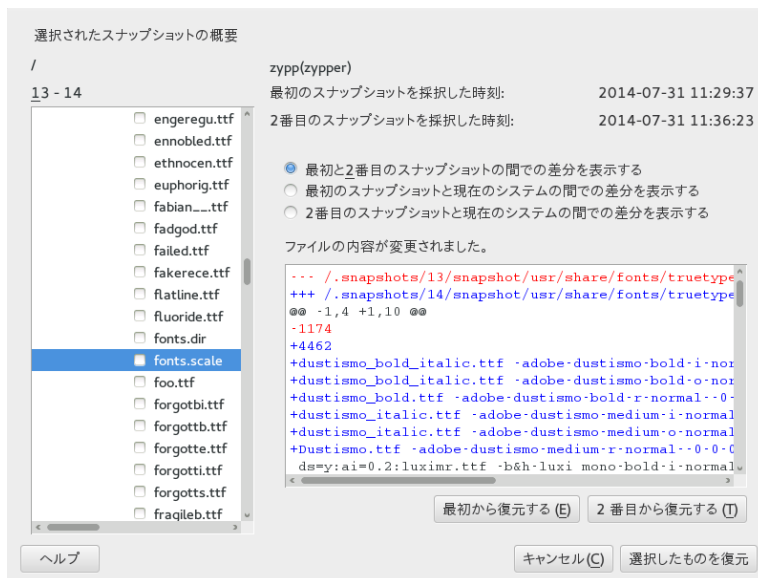 選択されたスナップショットの概要
/
13 - 14
engeregu.ttf
ennobled.ttf
ethnocen.ttf
euphorig.ttf
fabian__.ttf
fadgod.ttf
failed.ttf
fakerece.ttf
flatline.ttf
fluoride.ttf
fonts.dir
fonts.scale
foo.ttf
forgotbi.ttf
forgottb.ttf
forgotte.ttf
forgotti.ttf
forgotts.ttf
fragileb.ttf
zypp(zypper)
最初のスナップショットを採択した時刻: 2014-07-31 11:29:37
2番目のスナップショットを採択した時刻: 2014-07-31 11:36:23
最初と2番目のスナップショットの間での差分を表示する
最初のスナップショットと現在のシステムの間での差分を表示する
2番目のスナップショットと現在のシステムの間での差分を表示する
ファイルの内容が変更されました。
--- /.snapshots/13/snapshot/usr/share/fonts/truetype
+++ /.snapshots/14/snapshot/usr/share/fonts/truetype
@@ -1,4 +1,10 @@
-1174
+4462
+dustismo_bold_italic.ttf -adobe-dustismo-bold-i-nor
+dustismo_bold_italic.ttf -adobe-dustismo-bold-o-nor
+dustismo_bold.ttf -adobe-dustismo-bold-r-normal--0-
+dustismo_italic.ttf -adobe-dustismo-medium-i-normal
+dustismo_italic.ttf -adobe-dustismo-medium-o-normal
+Dustismo.ttf -adobe-dustismo-medium-r-normal--0-0-0
ds=y:ai=0.2:luximr.ttf -b&h-luxi mono-bold-i-normal
最初から復元する (E) 2 番目から復元する (T)
ヘルプ キャンセル(C) 選択したものを復元